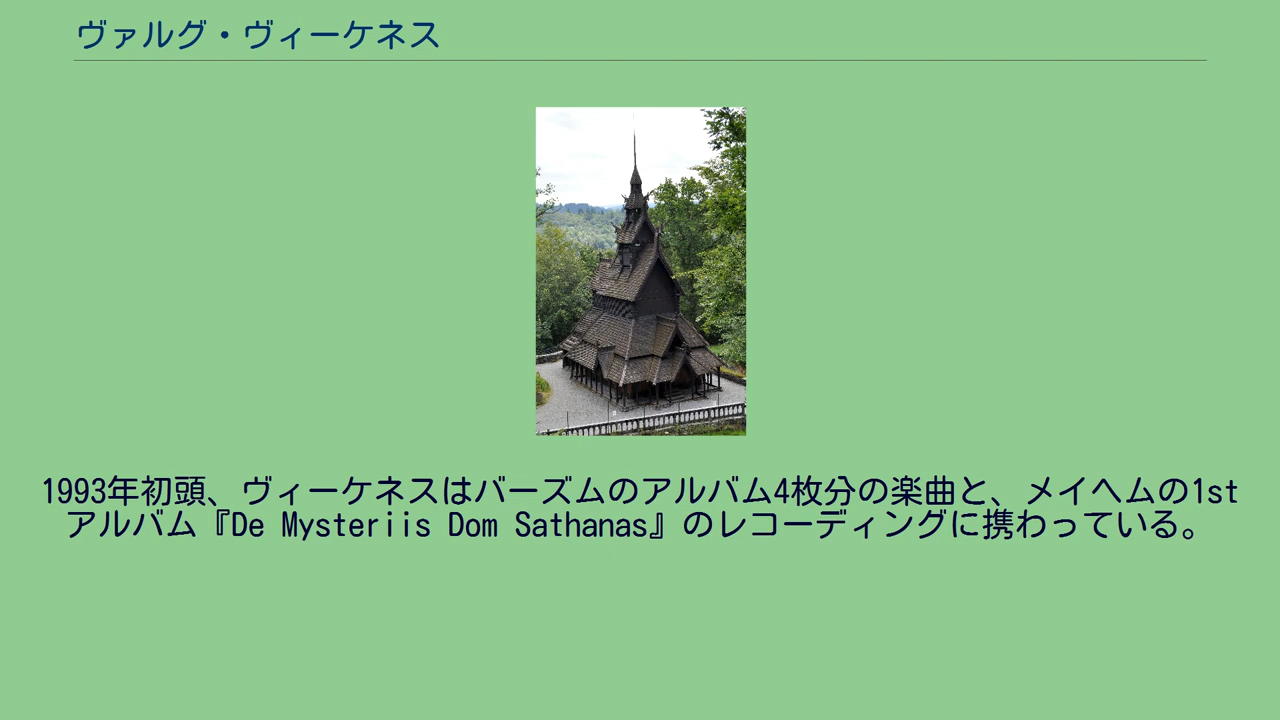 ヴァルグ・ヴィーケネス
1993年初頭、ヴィーケネスはバーズムのアルバム4枚分の楽曲と、メイヘムの1st
アルバム『De Mysteriis Dom Sathanas』のレコーディングに携わっている。